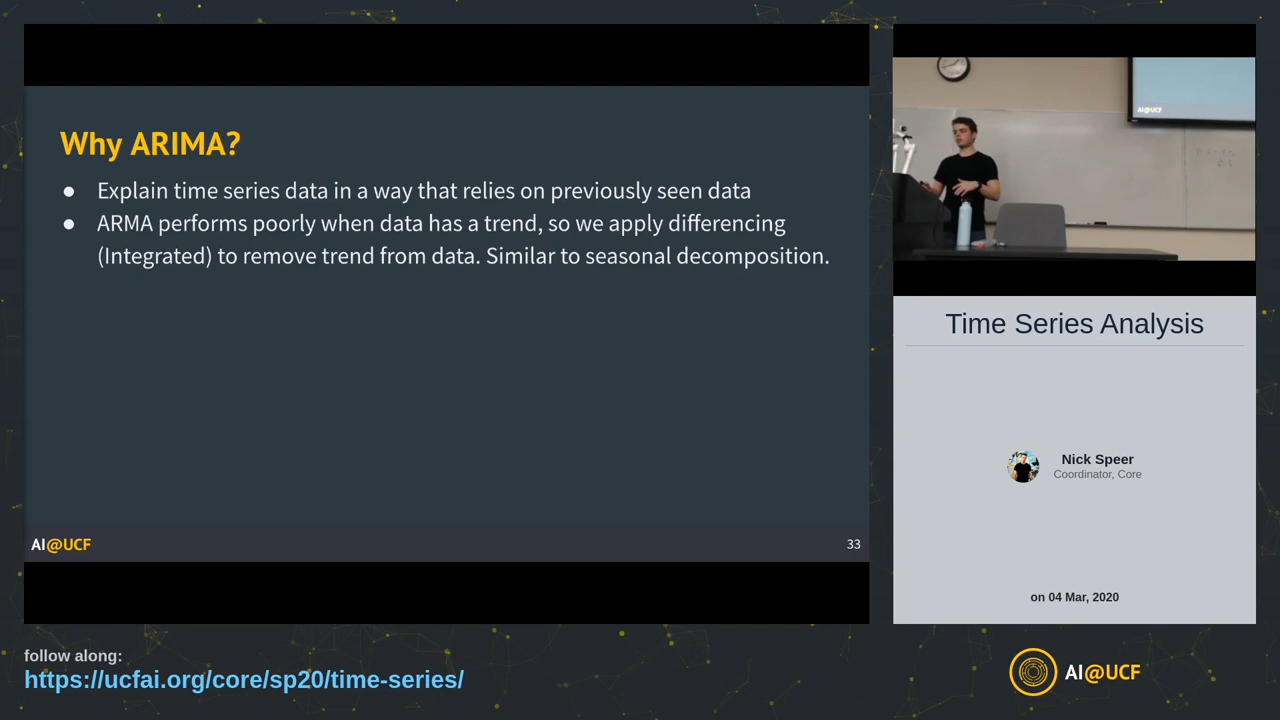 Why ARIMA?
● Explain time series data in a way that relies on previously seen data
● ARMA performs poorly when data has a trend, so we apply differencing
(Integrated) to remove trend from data. Similar to seasonal decomposition.
AI@UCF
33
AI@UCF
Time Series Analysis
Nick Speer
Coordinator, Core
on 04 Mar, 2020
follow along:
https://ucfai.org/core/sp20/time-series/
AI@UCF